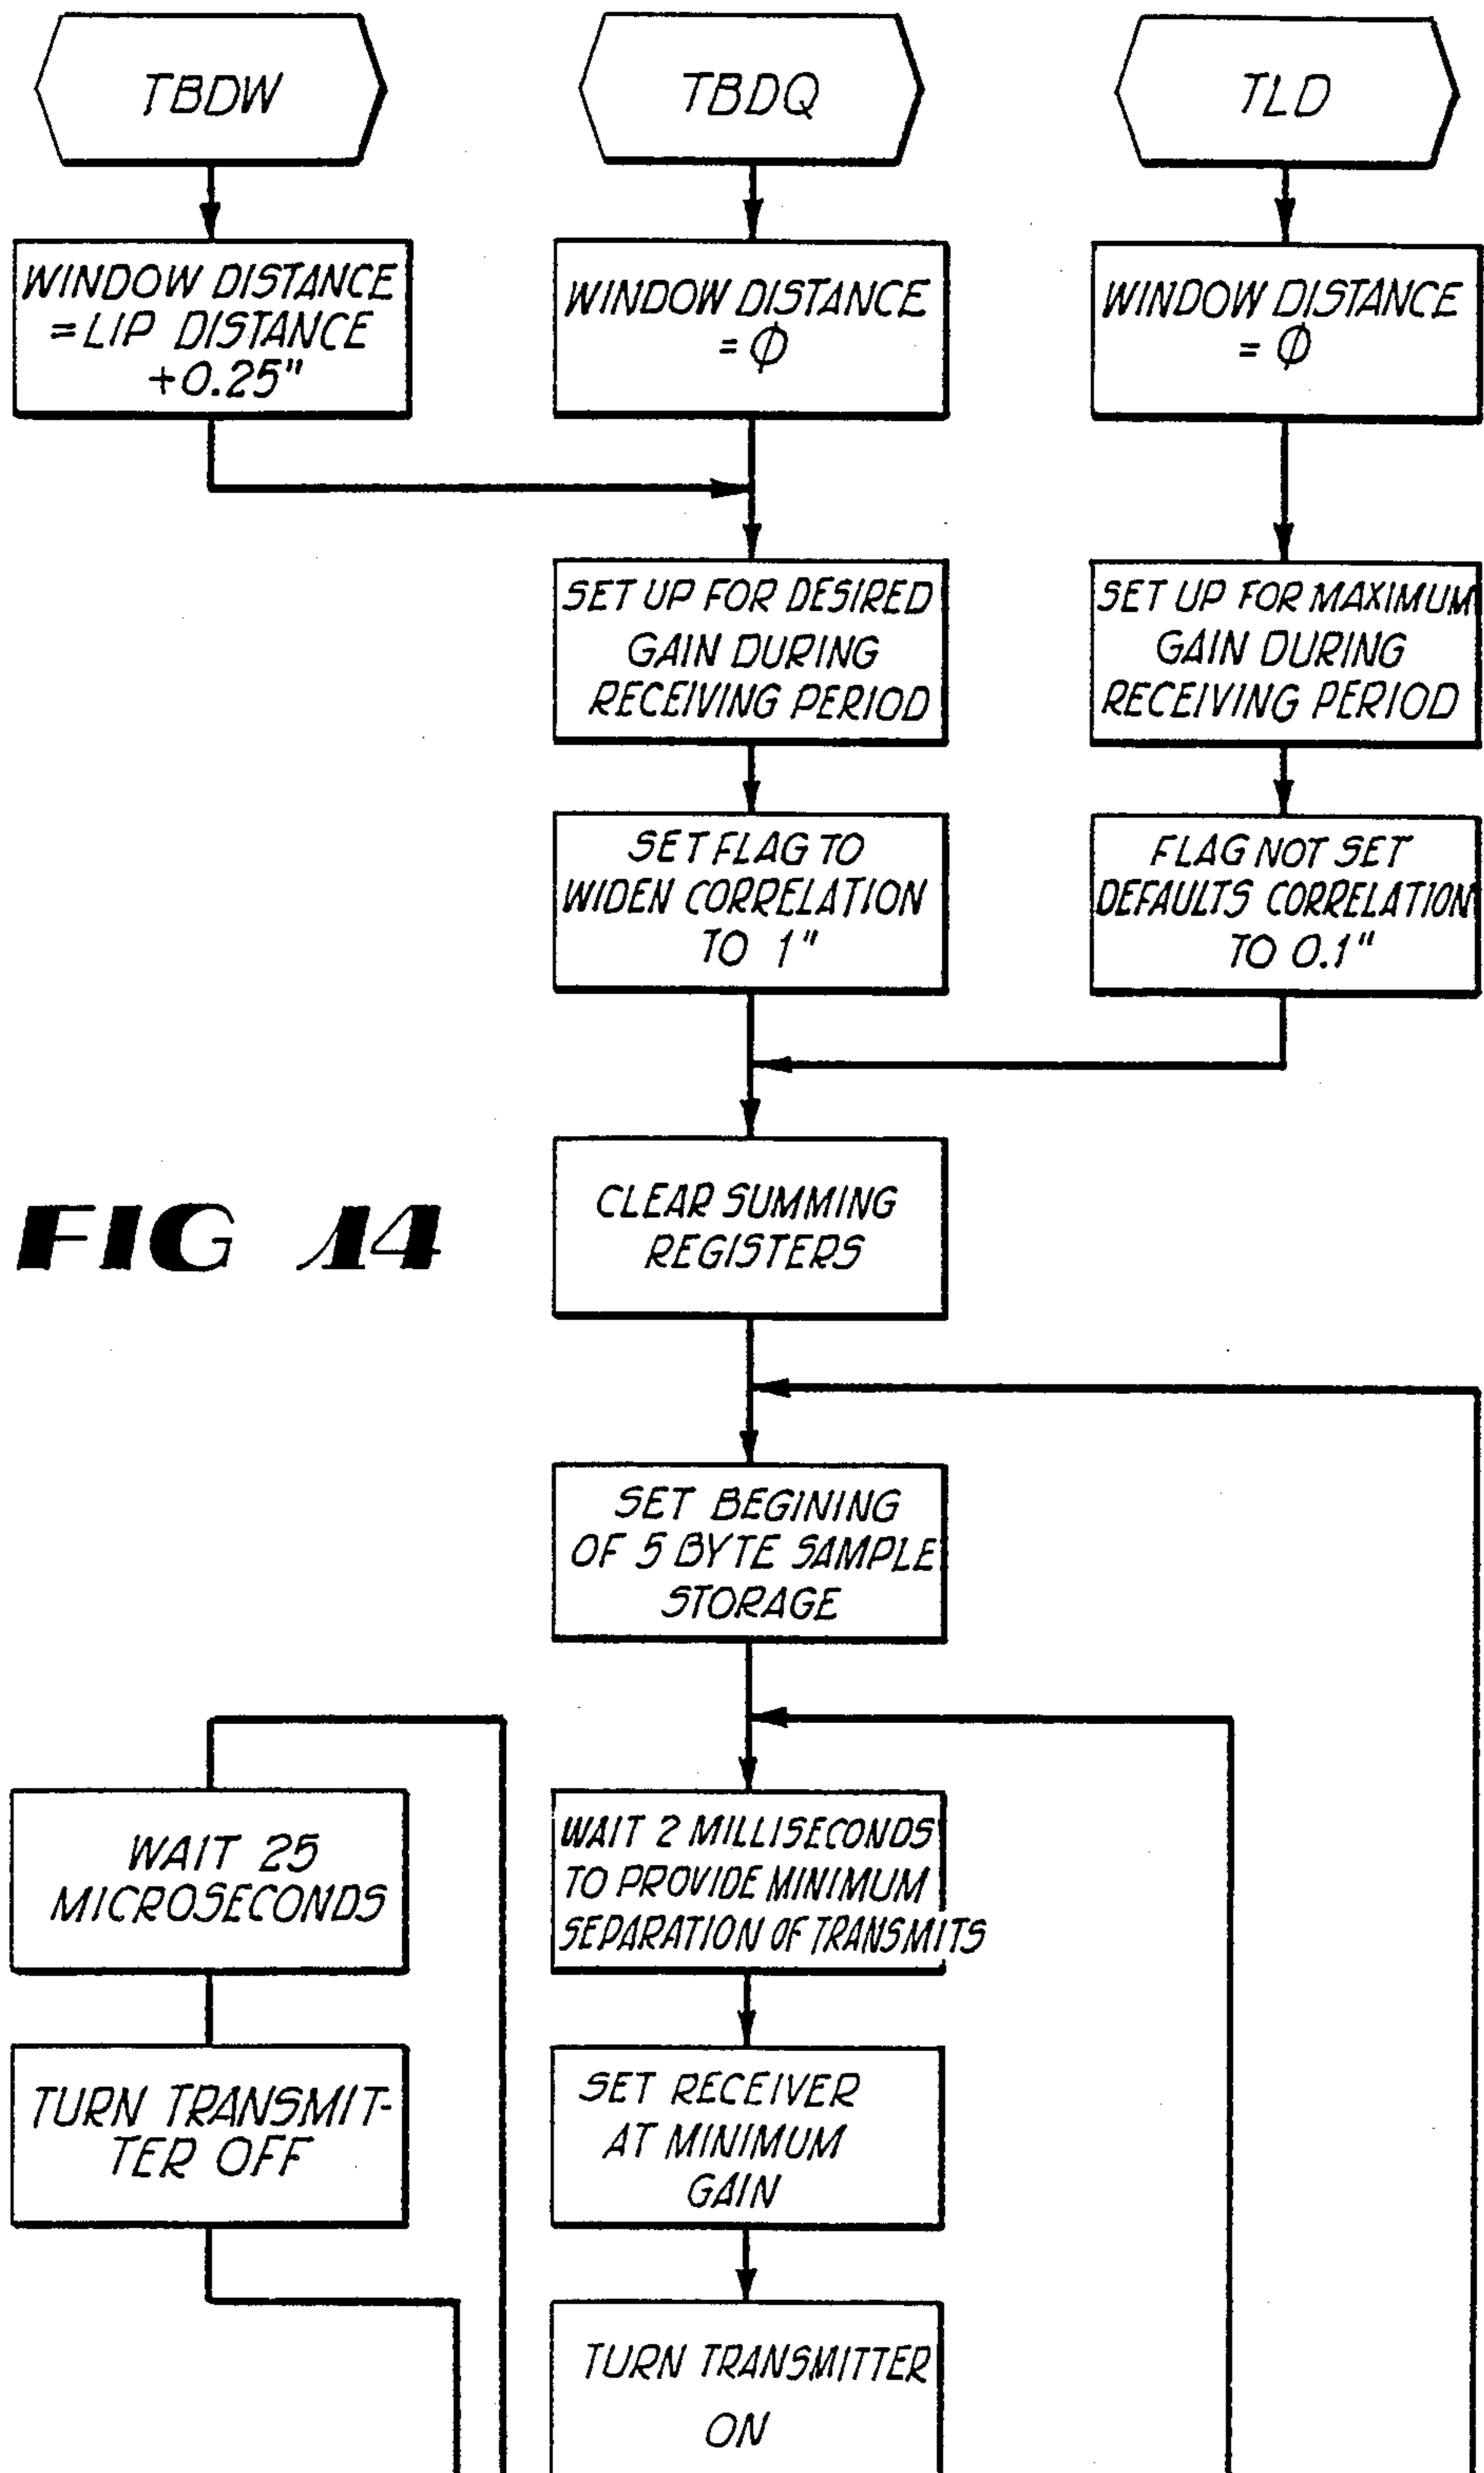 TBDW
TBDQ
TLD
WINDOW DISTANCE
=LIP DISTANCE
+0.25"
WINDOW DISTANCE
= Φ
WINDOW DISTANCE
= Φ
SET UP FOR DESIRED
GAIN DURING
RECEIVING PERIOD
SET UP FOR MAXIMUM
GAIN DURING
RECEIVING PERIOD
SET FLAG TO
WIDEN CORRELATION
TO 1"
FLAG NOT SET
DEFAULTS CORRELATION
TO 0.1"
FIG 14
CLEAR SUMMING
REGISTERS
SET BEGINING
OF 5 BYTE SAMPLE
STORAGE
WAIT 25
MICROSECONDS
WAIT 2 MILLISECONDS
TO PROVIDE MINIMUM
SEPARATION OF TRANSMITS
TURN TRANSMIT-
TER OFF
SET RECEIVER
AT MINIMUM
GAIN
TURN TRANSMITTER
ON